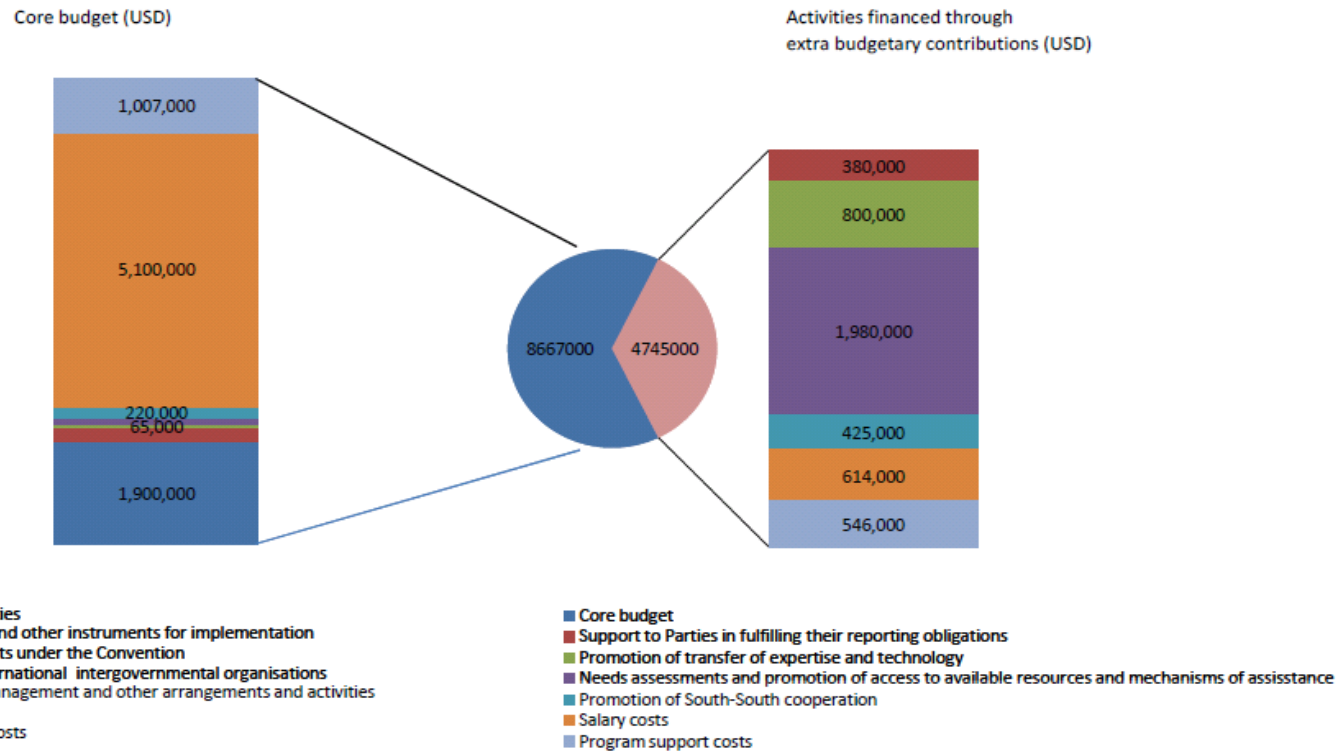 Core budget (USD)
Activities financed through
extra budgetary contributions (USD)
1,007,000
5,100,000
220,000
65,000
1,900,000
8667000
4745000
380,000
800,000
1,980,000
425,000
614,000
546,000
ies
nd other instruments for implementation
ts under the Convention
rnational intergovernmental organisations
nagement and other arrangements and activities
osts
Core budget
Support to Parties in fulfilling their reporting obligations
Promotion of transfer of expertise and technology
Needs assessments and promotion of access to available resources and mechanisms of assisstance
Promotion of South-South cooperation
Salary costs
Program support costs